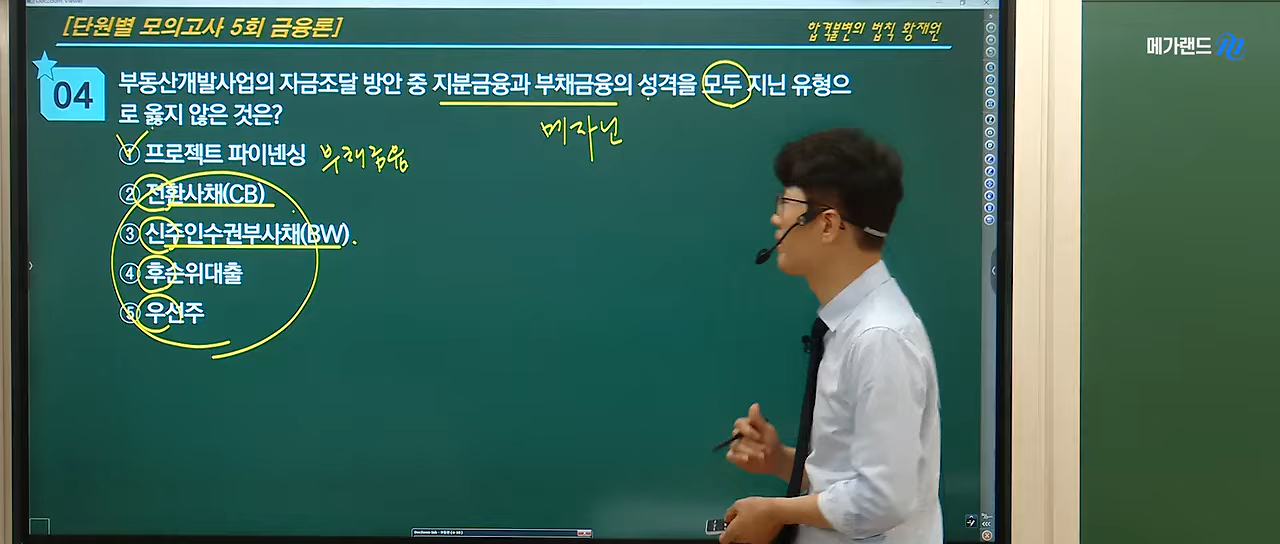 [단원별 모의고사 5회 금융론]
합격불변의 법칙 황재원
메가랜드
04
부동산개발사업의 자금조달 방안 중 지분금융과 부채금융의 성격을 모두 지닌 유형으
로 옳지 않은 것은?
메자닌
① 프로젝트 파이넨싱 부채금융
② 전환사채(CB)
③ 신주인수권부사채(BW)
④ 후순위대출
⑤ 우선주